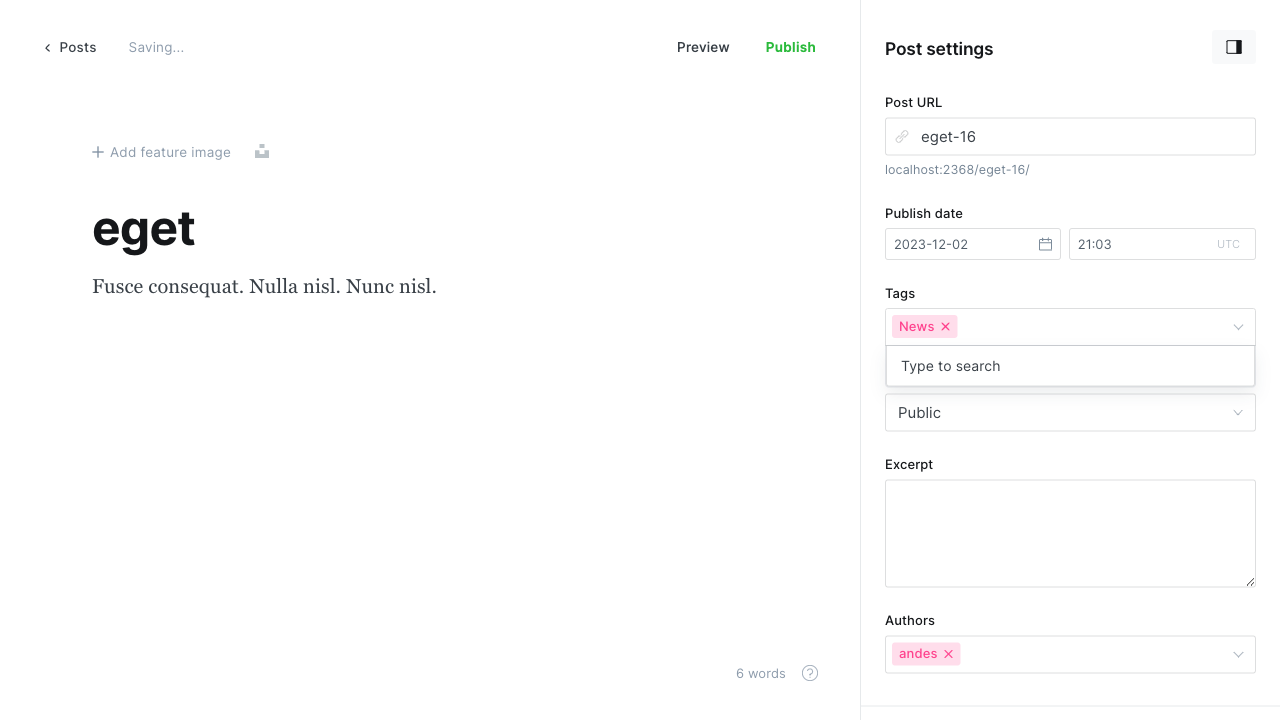 Posts
Saving...
Preview
Publish
Post settings
Post URL
eget-16
localhost:2368/eget-16/
Add feature image
eget
Fusce consequat. Nulla nisl. Nunc nisl.
Publish date
2023-12-02
21:03
UTC
Tags
News
Type to search
Public
Excerpt
Authors
andes
6 words